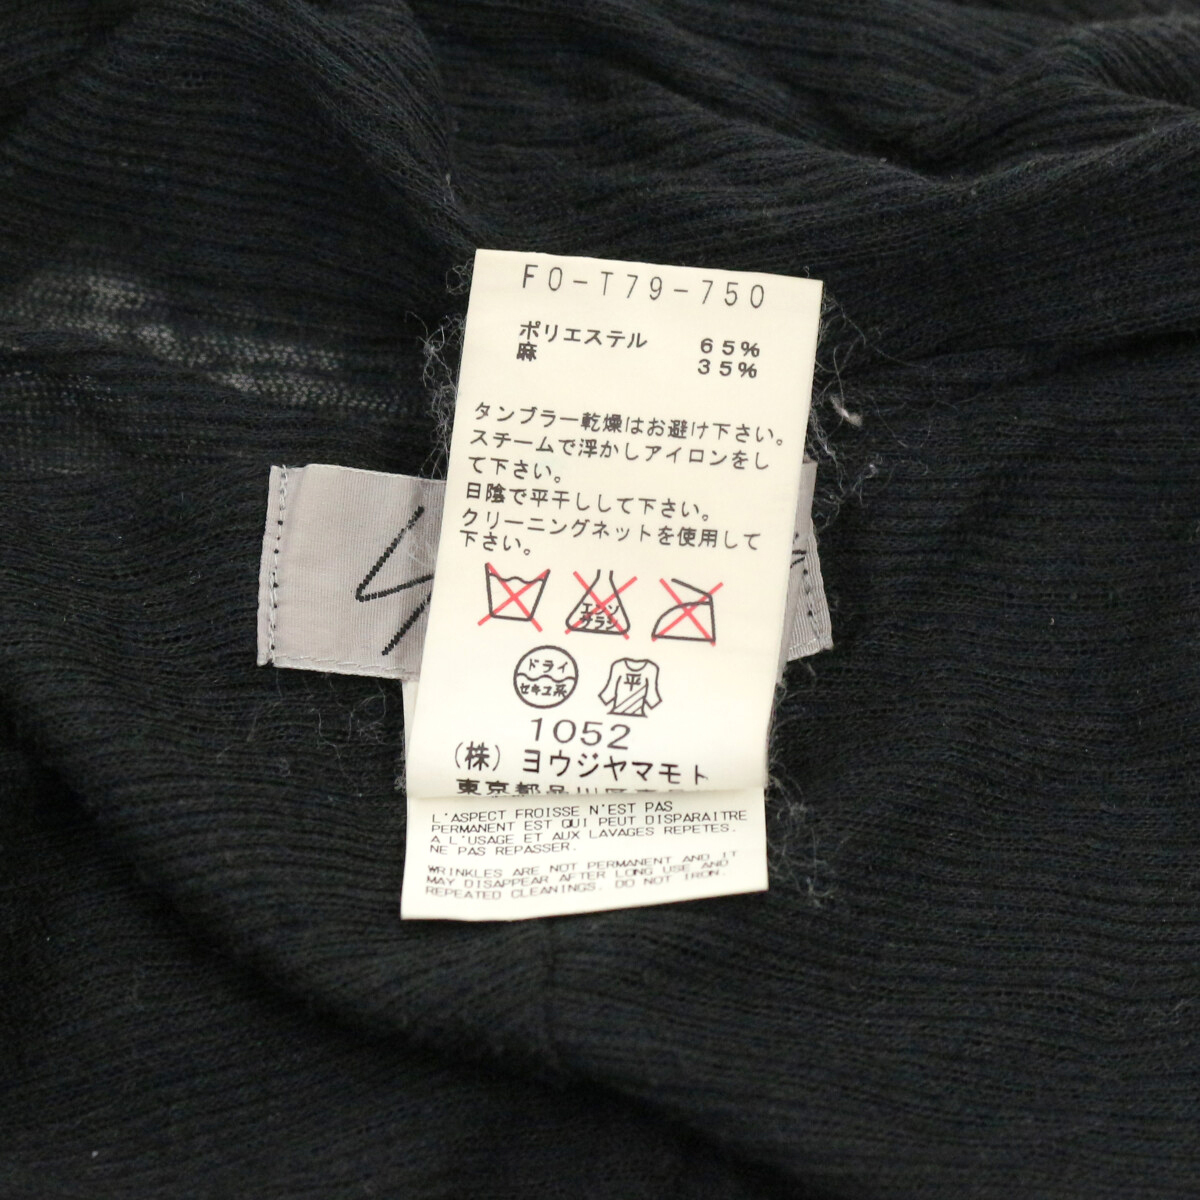 FO-T79-750
ポリエステル 65%
麻 35%
タンブラー乾燥はお避け下さい。
スチームで浮かしアイロンをし
て下さい。
日陰で平干しして下さい。
クリーニングネットを使用して
下さい。
エンソ
サラシ
ドライ 平
セキユ系
1052
(株) ヨウジヤマモト
東京都品川区
L'ASPECT FROISSE N'EST PAS
PERMANENT EST QUI PEUT DISPARAITRE
A L'USAGE ET AUX LAVAGES REPETES.
NE PAS REPASSER.
WRINKLES ARE NOT PERMANENT AND IT
MAY DISAPPEAR AFTER LONG USE AND
REPEATED CLEANINGS. DO NOT IRON.